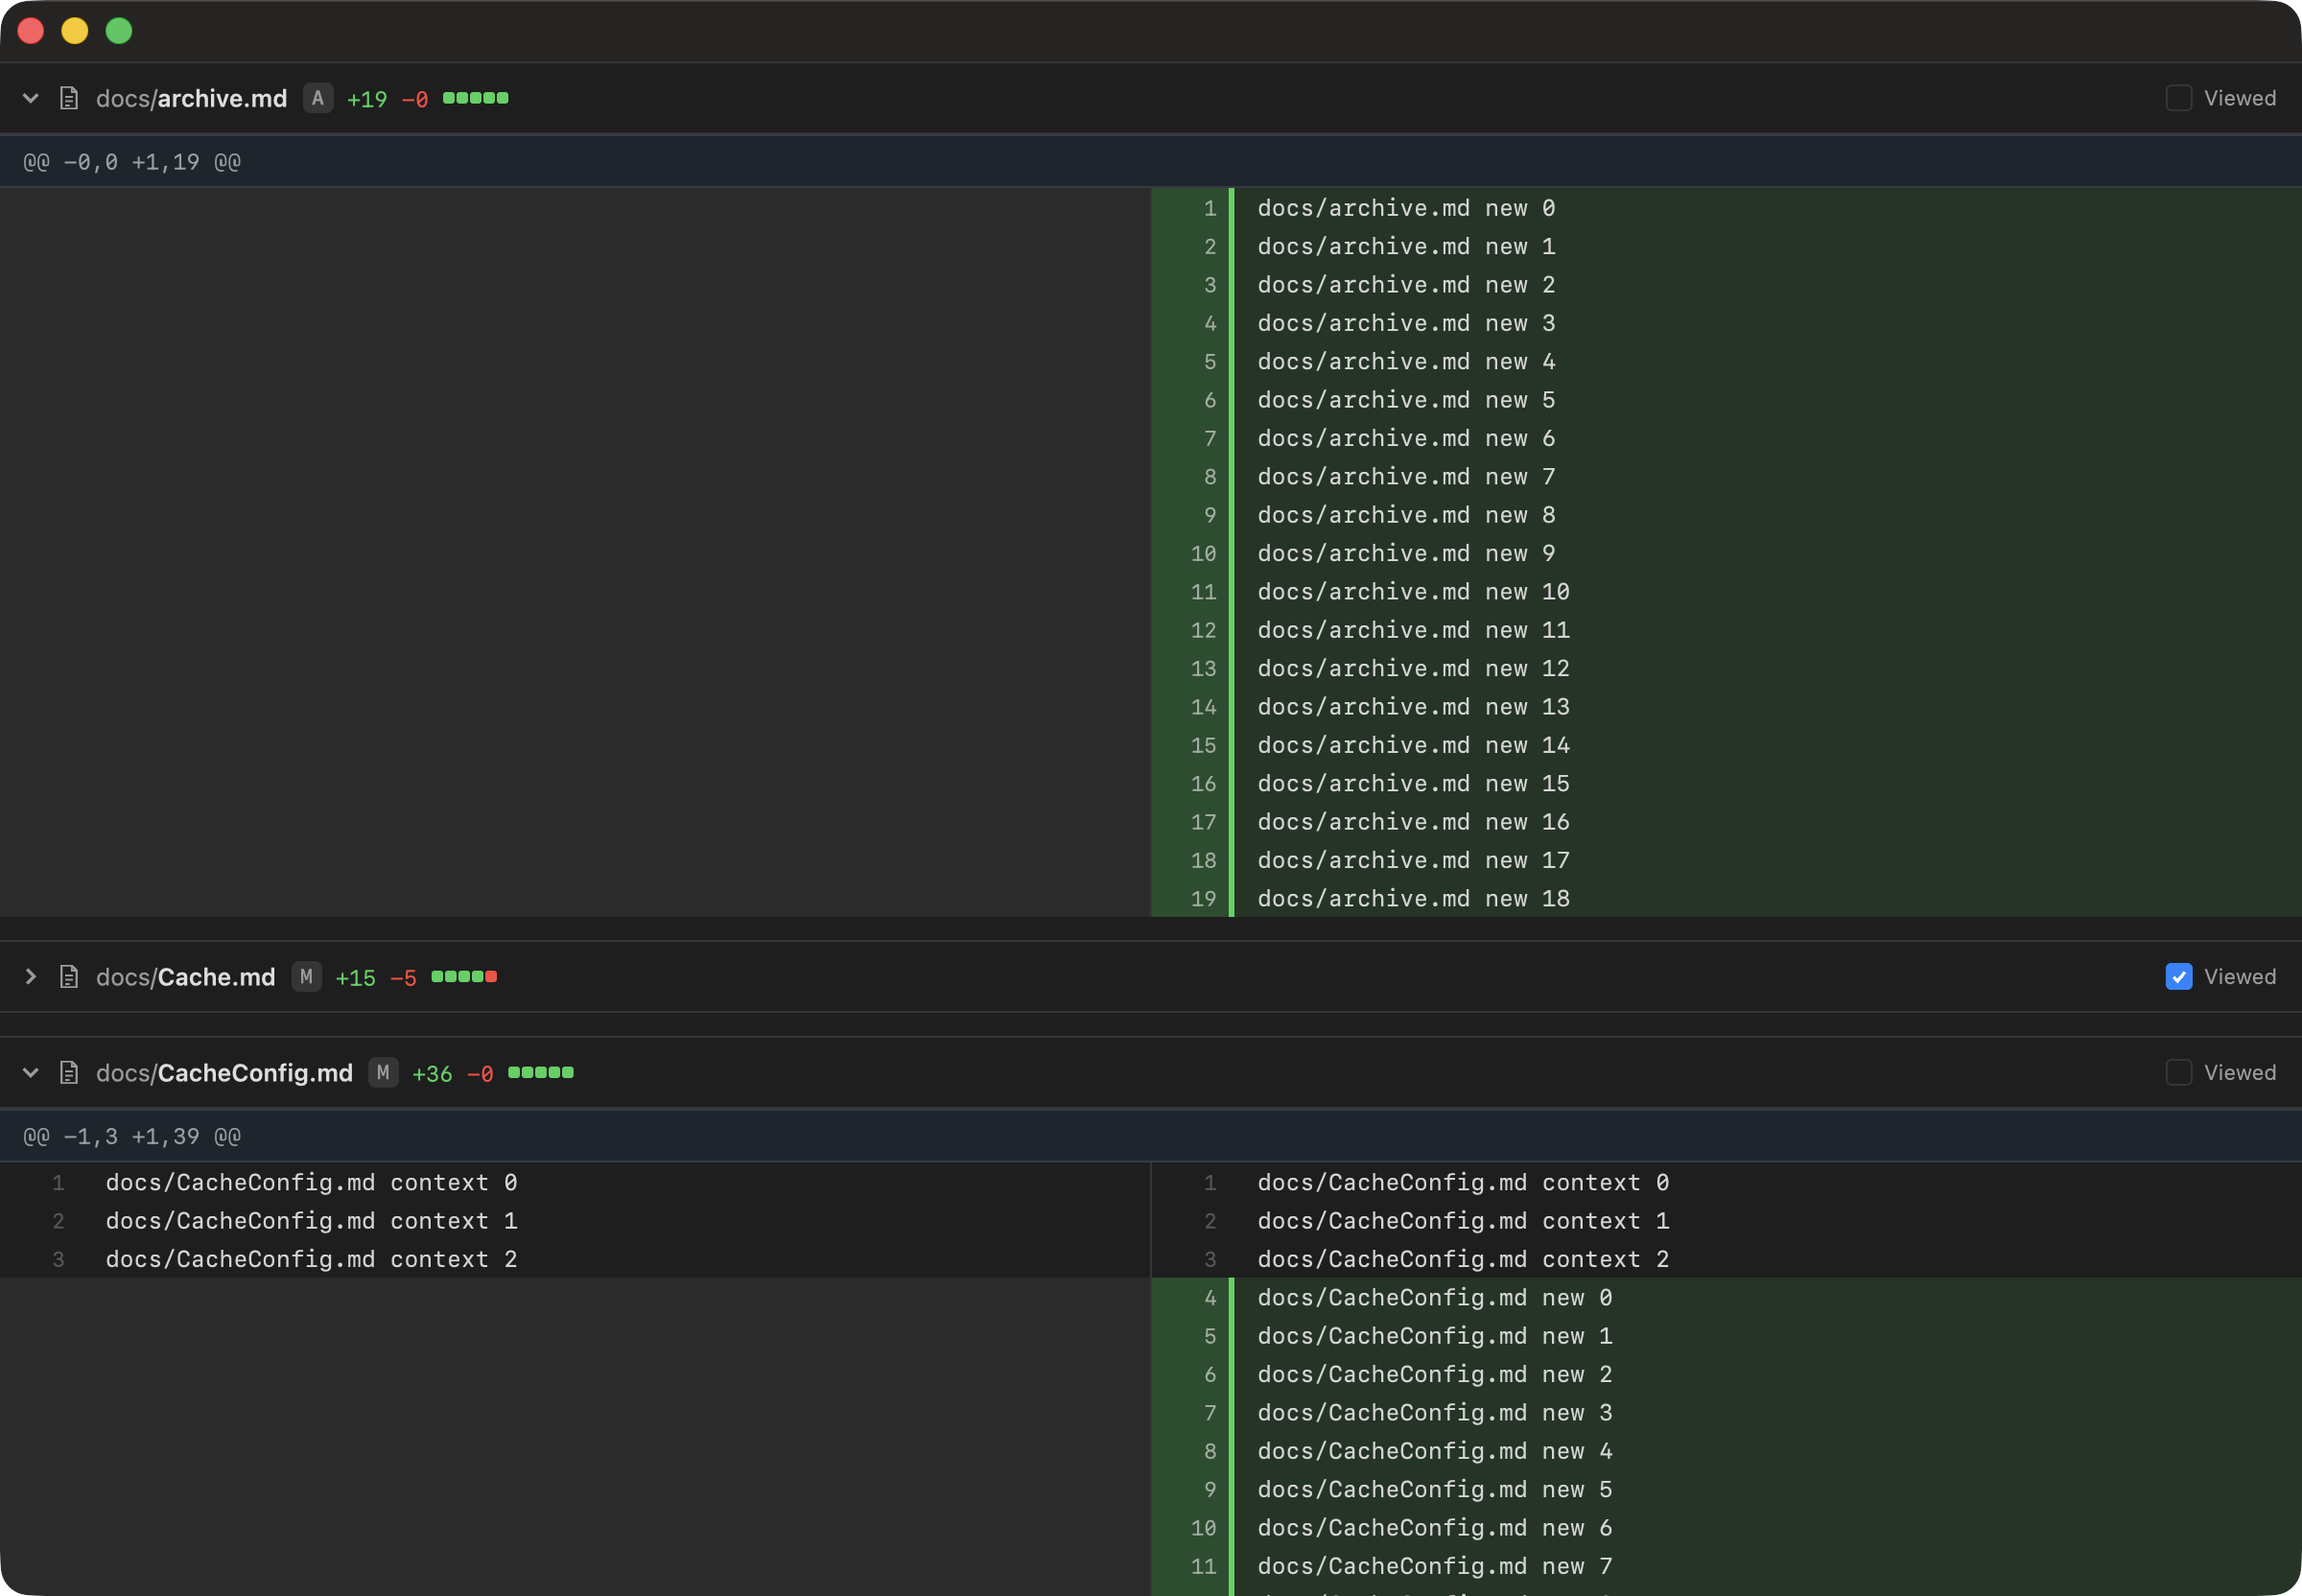 docs/archive.md A +19 −0 Viewed
@@ −0,0 +1,19 @@
1 docs/archive.md new 0
2 docs/archive.md new 1
3 docs/archive.md new 2
4 docs/archive.md new 3
5 docs/archive.md new 4
6 docs/archive.md new 5
7 docs/archive.md new 6
8 docs/archive.md new 7
9 docs/archive.md new 8
10 docs/archive.md new 9
11 docs/archive.md new 10
12 docs/archive.md new 11
13 docs/archive.md new 12
14 docs/archive.md new 13
15 docs/archive.md new 14
16 docs/archive.md new 15
17 docs/archive.md new 16
18 docs/archive.md new 17
19 docs/archive.md new 18
docs/Cache.md M +15 −5 Viewed
docs/CacheConfig.md M +36 −0 Viewed
@@ −1,3 +1,39 @@
1 docs/CacheConfig.md context 0 1 docs/CacheConfig.md context 0
2 docs/CacheConfig.md context 1 2 docs/CacheConfig.md context 1
3 docs/CacheConfig.md context 2 3 docs/CacheConfig.md context 2
4 docs/CacheConfig.md new 0
5 docs/CacheConfig.md new 1
6 docs/CacheConfig.md new 2
7 docs/CacheConfig.md new 3
8 docs/CacheConfig.md new 4
9 docs/CacheConfig.md new 5
10 docs/CacheConfig.md new 6
11 docs/CacheConfig.md new 7